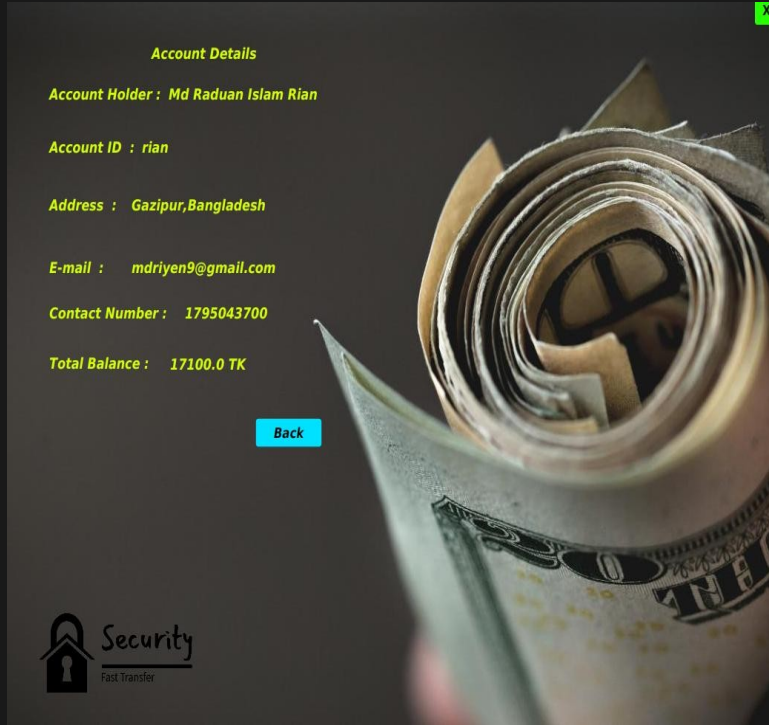 X
Account Details
Account Holder : Md Raduan Islam Rian
Account ID : rian
Address : Gazipur,Bangladesh
E-mail : mdriyen9@gmail.com
Contact Number : 1795043700
Total Balance : 17100.0 TK
Back
20
Security
Fast Transfer